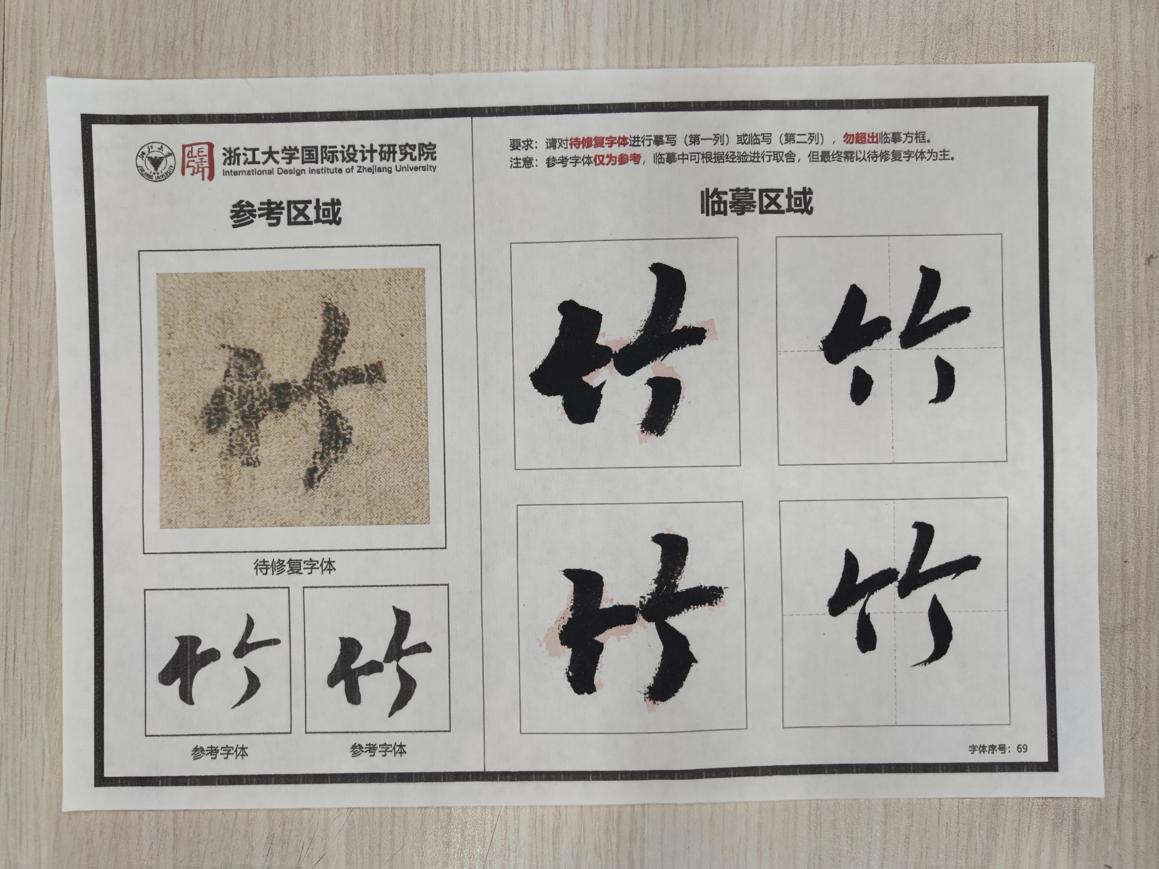 浙江大学国际设计研究院
International Design Institute of Zhejiang University
参考区域
竹
待修复字体
竹
竹
参考字体
参考字体
要求：请对待修复字体进行摹写（第一列）或临写（第二列），勿超出临摹方框。
注意：参考字体仅为参考，临摹中可根据经验进行取舍，但最终需以待修复字体为主。
临摹区域
竹
竹
竹
竹
字体序号：69